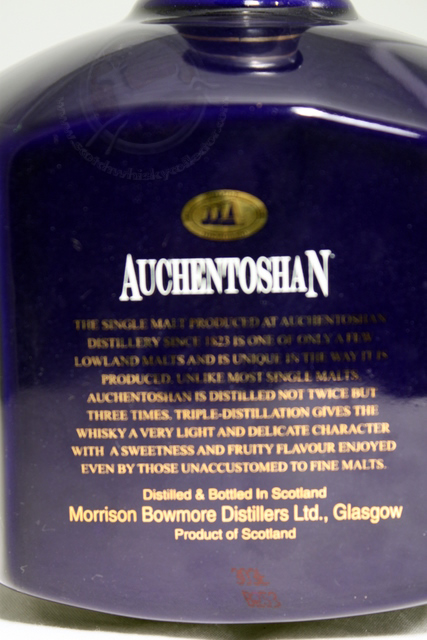 AUCHENTOSHAN
THE SINGLE MALT PRODUCED AT AUCHENTOSHAN
DISTILLERY SINCE 1823 IS ONE OF ONLY A FEW
LOWLAND MALTS AND IS UNIQUE IN THE WAY IT IS
PRODUCED. UNLIKE MOST SINGLE MALTS,
AUCHENTOSHAN IS DISTILLED NOT TWICE BUT
THREE TIMES. TRIPLE-DISTILLATION GIVES THE
WHISKY A VERY LIGHT AND DELICATE CHARACTER
WITH A SWEETNESS AND FRUITY FLAVOUR ENJOYED
EVEN BY THOSE UNACCUSTOMED TO FINE MALTS.
Distilled & Bottled In Scotland
Morrison Bowmore Distillers Ltd., Glasgow
Product of Scotland